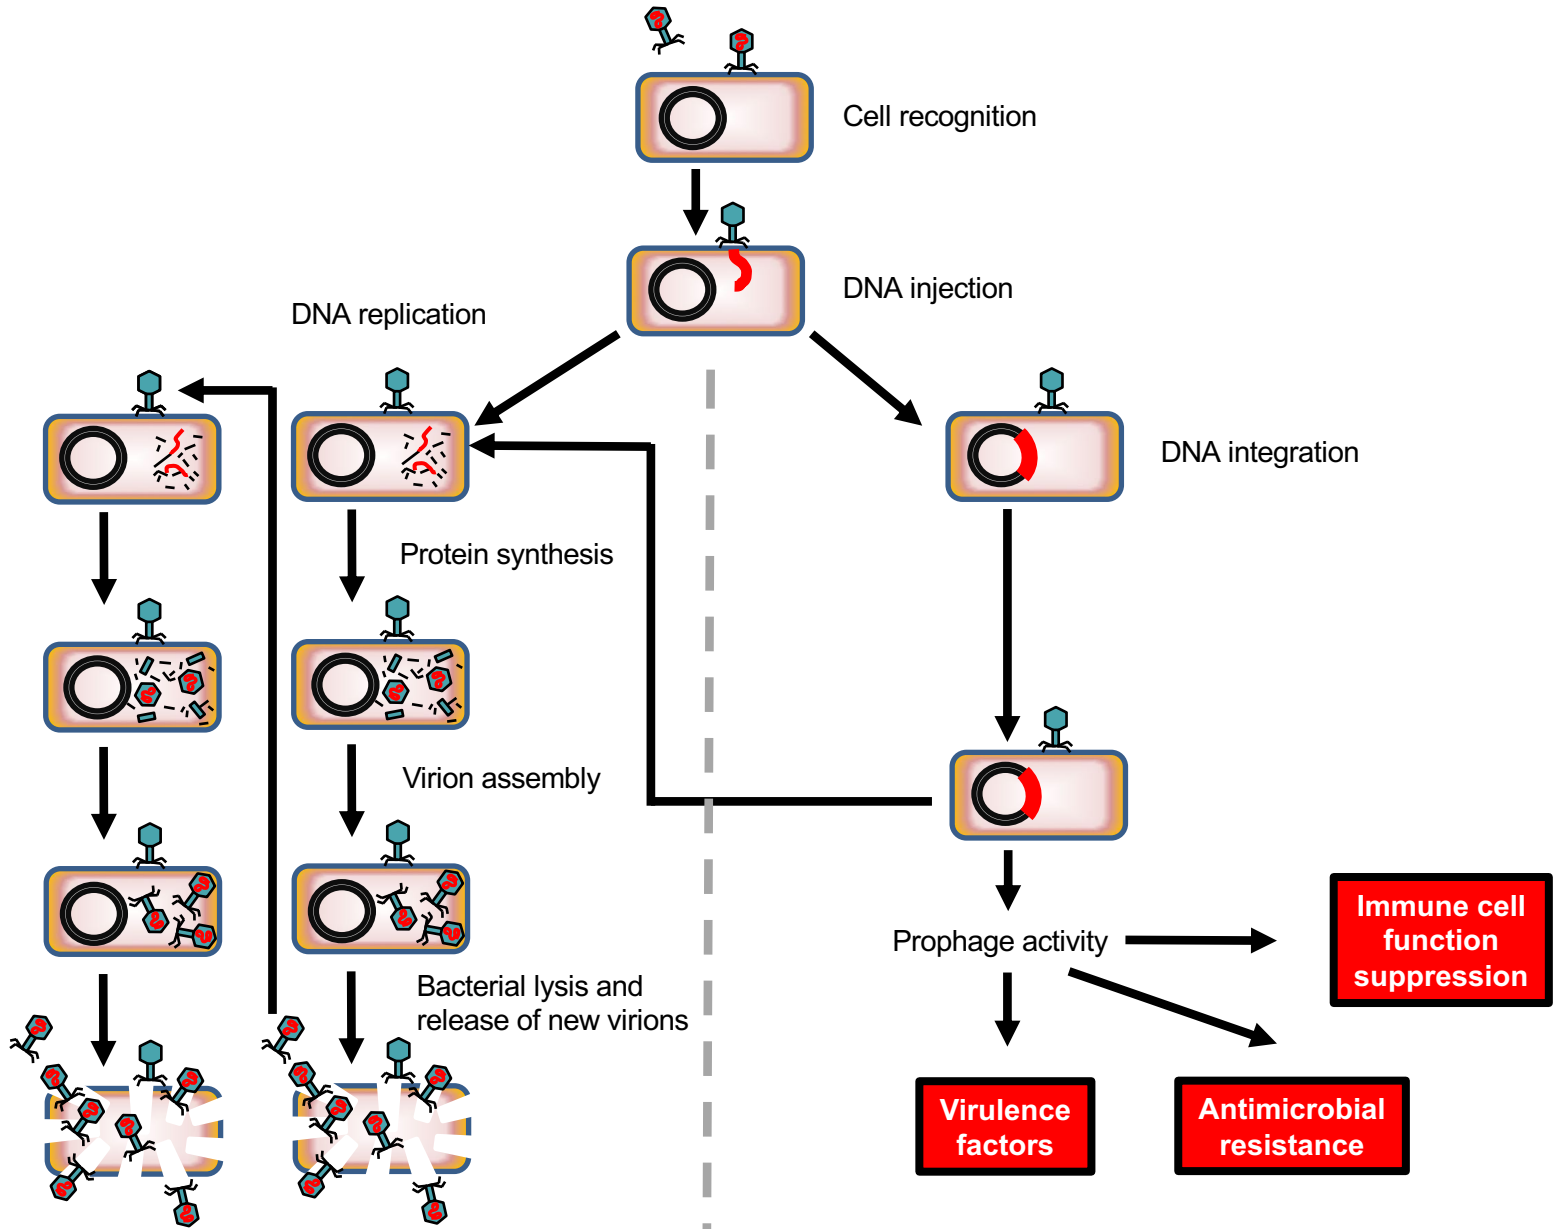 Cell recognition
DNA injection
DNA replication
DNA integration
Protein synthesis
Virion assembly
Bacterial lysis and
release of new virions
Prophage activity
Immune cell
function
suppression
Virulence
factors
Antimicrobial
resistance